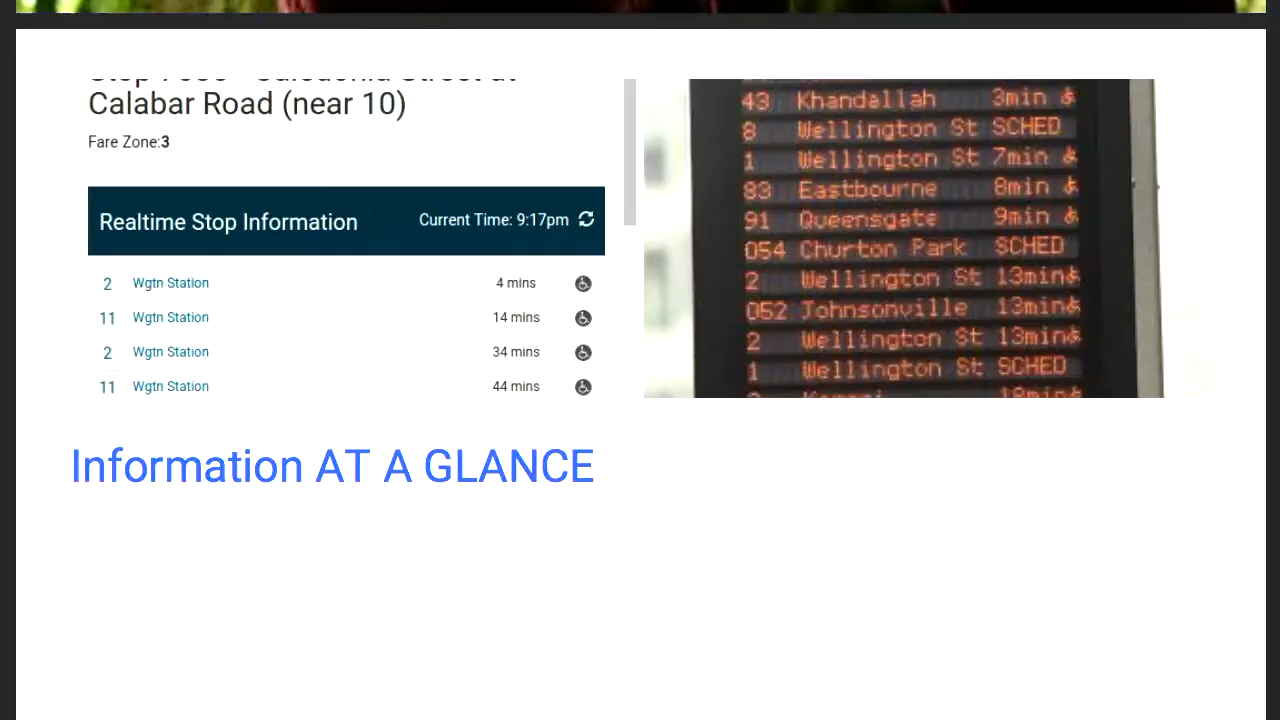 Calabar Road (near 10)
Fare Zone:3
Realtime Stop Information
Current Time: 9:17pm
2 Wgtn Station 4 mins
11 Wgtn Station 14 mins
2 Wgtn Station 34 mins
11 Wgtn Station 44 mins
43 Khandallah 3min
8 Wellington St SCHED
1 Wellington St 7min
83 Eastbourne 8min
91 Queensgate 9min
054 Churton Park SCHED
2 Wellington St 13min
052 Johnsonville 13min
2 Wellington St 13min
1 Wellington St SCHED
Information AT A GLANCE